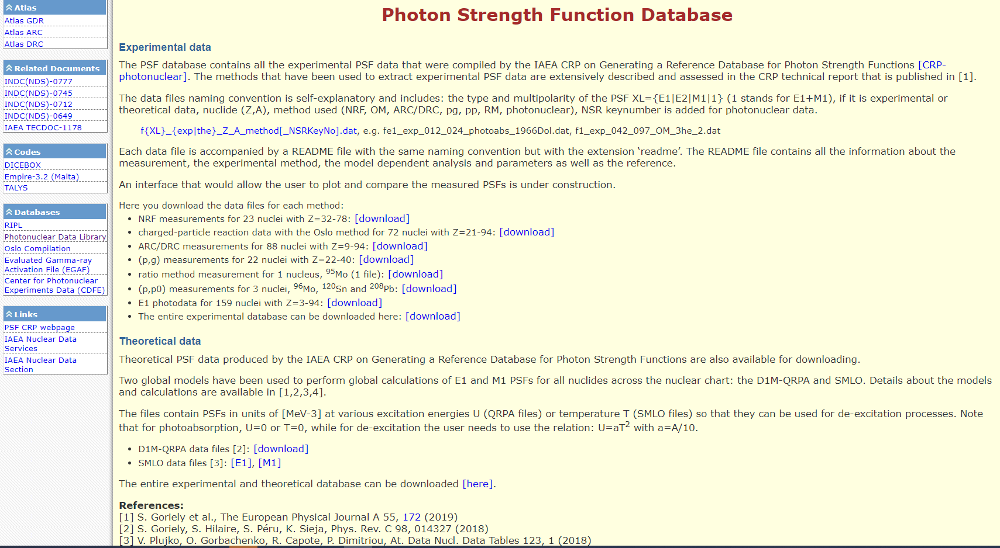 Atlas
Atlas GDR
Atlas ARC
Atlas DRC
Related Documents
INDC(NDS)-0777
INDC(NDS)-0745
INDC(NDS)-0712
INDC(NDS)-0649
IAEA TECDOC-1178
Codes
DICEBOX
Empire-3.2 (Malta)
TALYS
Databases
RIPL
Photonuclear Data Library
Oslo Compilation
Evaluated Gamma-ray
Activation File (EGAF)
Center for Photonuclear
Experiments Data (CDFE)
Links
PSF CRP webpage
IAEA Nuclear Data
Services
IAEA Nuclear Data
Section
Photon Strength Function Database
Experimental data
The PSF database contains all the experimental PSF data that were compiled by the IAEA CRP on Generating a Reference Database for Photon Strength Functions [CRP-
photonuclear]. The methods that have been used to extract experimental PSF data are extensively described and assessed in the CRP technical report that is published in [1].
The data files naming convention is self-explanatory and includes: the type and multipolarity of the PSF XL={E1|E2|M1|1} (1 stands for E1+M1), if it is experimental or
theoretical data, nuclide (Z,A), method used (NRF, OM, ARC/DRC, pg, pp, RM, photonuclear), NSR keynumber is added for photonuclear data.
f{XL}_{exp|the}_Z_A_method[_NSRKeyNo].dat, e.g. fe1_exp_012_024_photoabs_1966Dol.dat, f1_exp_042_097_OM_3he_2.dat
Each data file is accompanied by a README file with the same naming convention but with the extension ‘readme’. The README file contains all the information about the
measurement, the experimental method, the model dependent analysis and parameters as well as the reference.
An interface that would allow the user to plot and compare the measured PSFs is under construction.
Here you download the data files for each method:
• NRF measurements for 23 nuclei with Z=32-78: [download]
• charged-particle reaction data with the Oslo method for 72 nuclei with Z=21-94: [download]
• ARC/DRC measurements for 88 nuclei with Z=9-94: [download]
• (p,g) measurements for 22 nuclei with Z=22-40: [download]
• ratio method measurement for 1 nucleus, ⁹⁵Mo (1 file): [download]
• (p,p0) measurements for 3 nuclei, ⁹⁶Mo, ¹²⁰Sn and ²⁰⁸Pb: [download]
• E1 photodata for 159 nuclei with Z=3-94: [download]
• The entire experimental database can be downloaded here: [download]
Theoretical data
Theoretical PSF data produced by the IAEA CRP on Generating a Reference Database for Photon Strength Functions are also available for downloading.
Two global models have been used to perform global calculations of E1 and M1 PSFs for all nuclides across the nuclear chart: the D1M-QRPA and SMLO. Details about the models
and calculations are available in [1,2,3,4].
The files contain PSFs in units of [MeV-3] at various excitation energies U (QRPA files) or temperature T (SMLO files) so that they can be used for de-excitation processes. Note
that for photoabsorption, U=0 or T=0, while for de-excitation the user needs to use the relation: U=aT² with a=A/10.
• D1M-QRPA data files [2]: [download]
• SMLO data files [3]: [E1], [M1]
The entire experimental and theoretical database can be downloaded [here].
References:
[1] S. Goriely et al., The European Physical Journal A 55, 172 (2019)
[2] S. Goriely, S. Hilaire, S. Péru, K. Sieja, Phys. Rev. C 98, 014327 (2018)
[3] V. Plujko, O. Gorbachenko, R. Capote, P. Dimitriou, At. Data Nucl. Data Tables 123, 1 (2018)